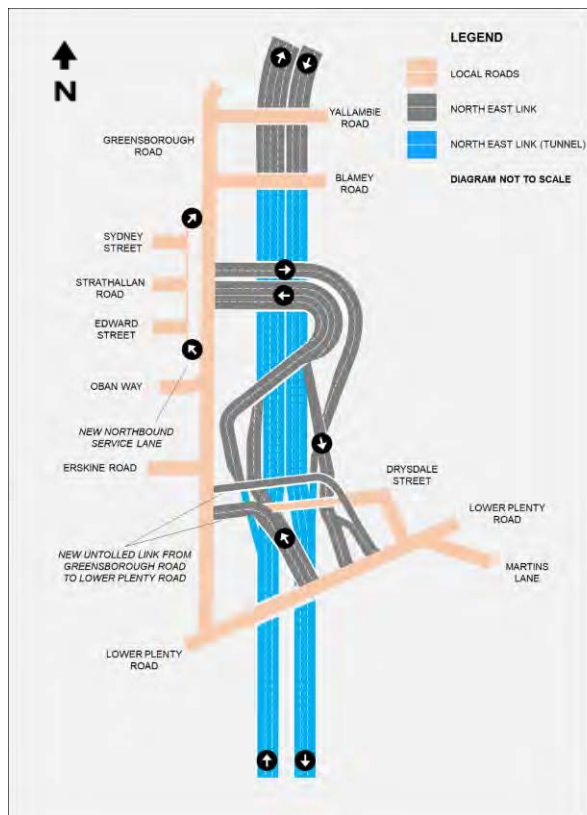 N
LEGEND
LOCAL ROADS
NORTH EAST LINK
NORTH EAST LINK (TUNNEL)
DIAGRAM NOT TO SCALE
YALLAMBIE
ROAD
GREENSBOROUGH
ROAD
BLAMEY
ROAD
SYDNEY
STREET
STRATHALLAN
ROAD
EDWARD
STREET
OBAN WAY
NEW NORTHBOUND
SERVICE LANE
ERSKINE ROAD
DRYSDALE
STREET
LOWER PLENTY
ROAD
NEW UNTOLLED LINK FROM
GREENSBOROUGH ROAD
TO LOWER PLENTY ROAD
MARTINS
LANE
LOWER PLENTY
ROAD